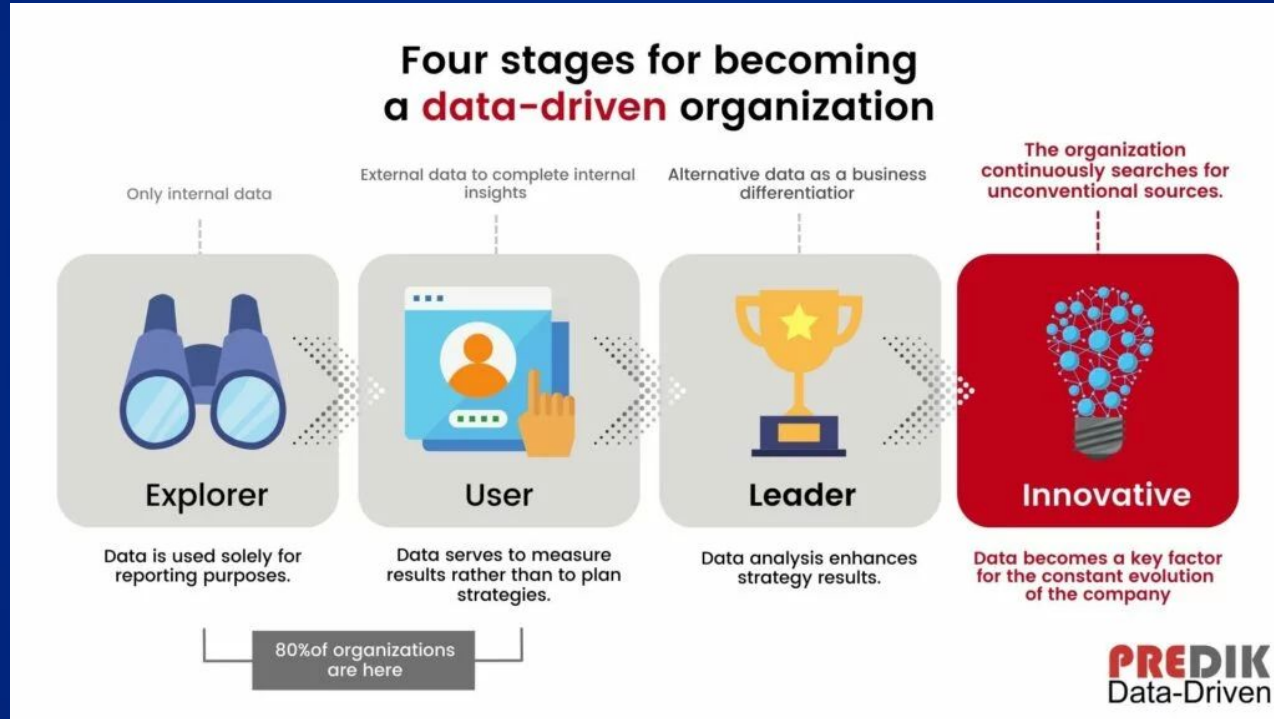 Four stages for becoming
a data-driven organization
Only internal data
External data to complete internal
insights
Alternative data as a business
differentiatior
The organization
continuously searches for
unconventional sources.
Explorer
User
Leader
Innovative
Data is used solely for
reporting purposes.
Data serves to measure
results rather than to plan
strategies.
Data analysis enhances
strategy results.
Data becomes a key factor
for the constant evolution
of the company
80%of organizations
are here
PREDIK
Data-Driven